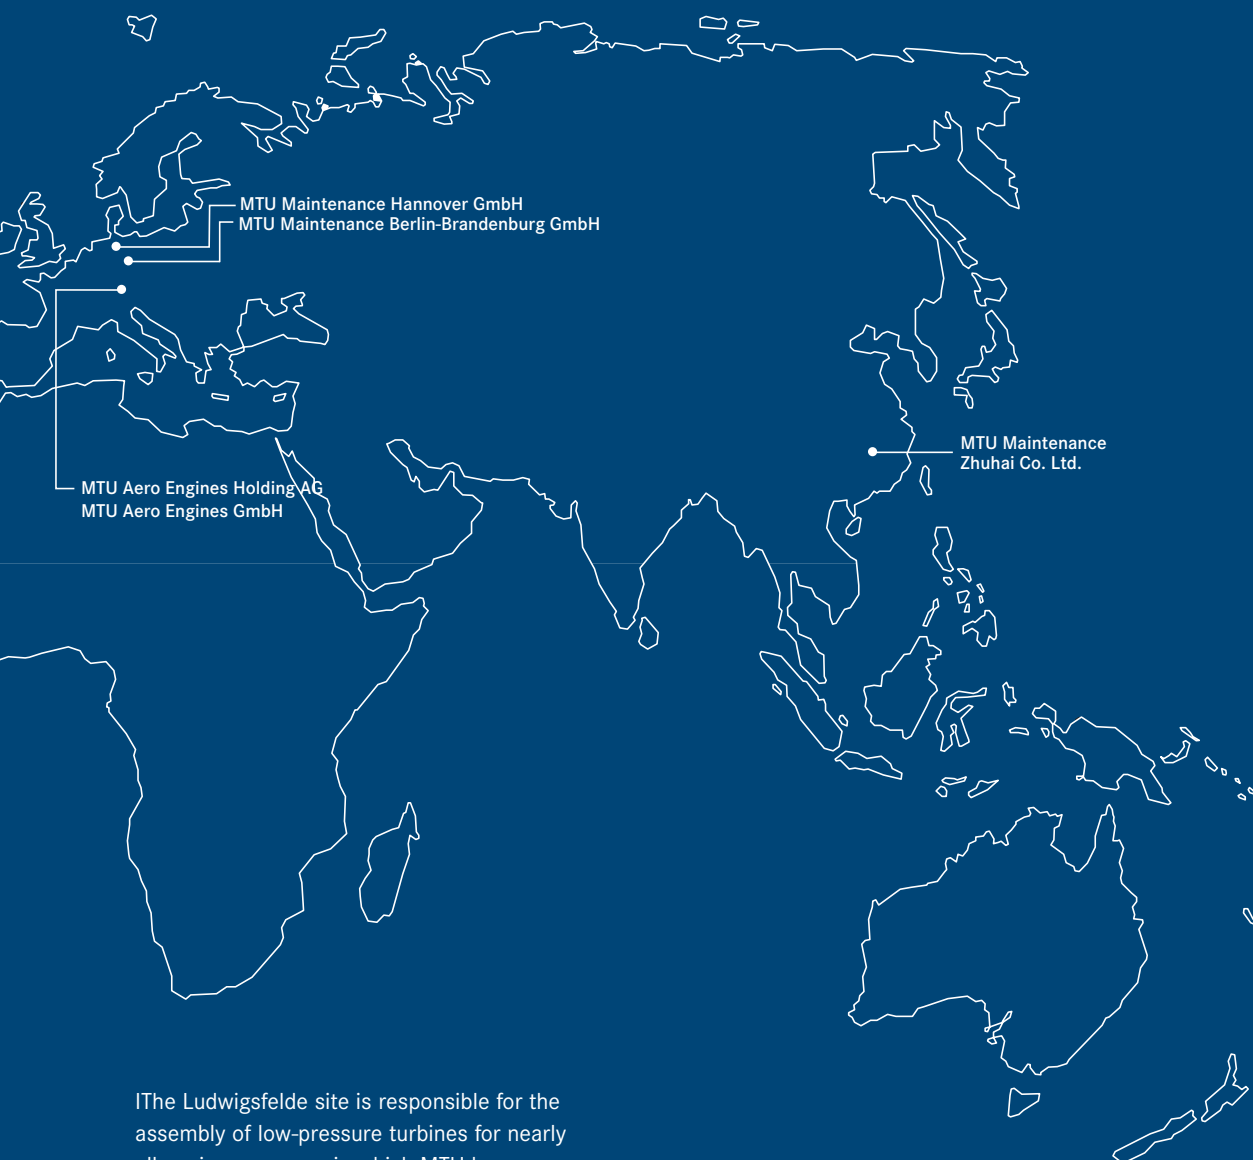 MTU Maintenance Hannover GmbH
MTU Maintenance Berlin-Brandenburg GmbH
MTU Maintenance
Zhuhai Co. Ltd.
MTU Aero Engines Holding AG
MTU Aero Engines GmbH
IThe Ludwigsfelde site is responsible for the
assembly of low-pressure turbines for nearly